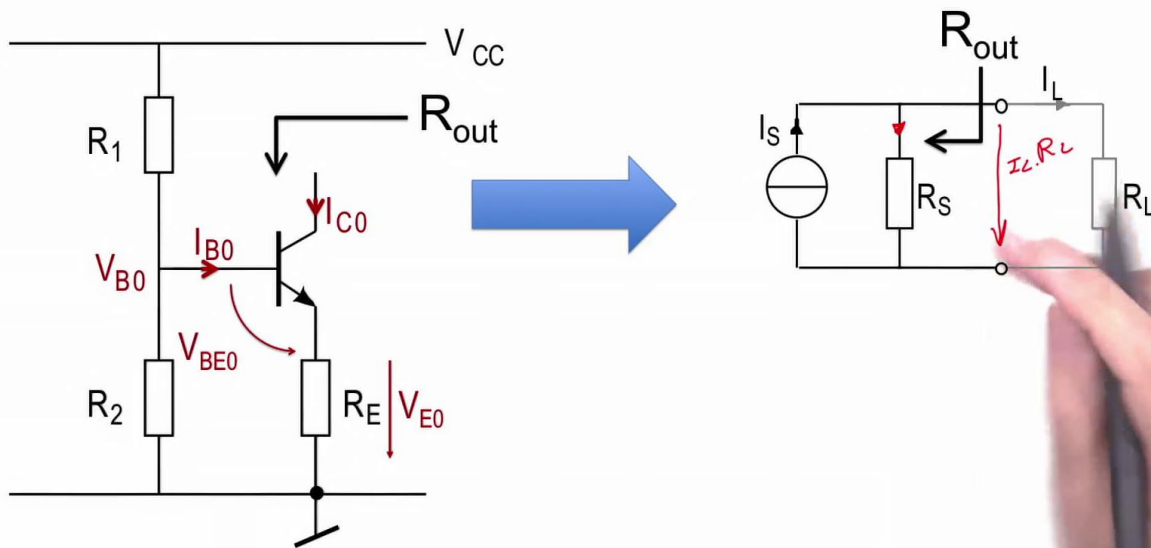 V CC
R1
Rout
IC0
IB0
VB0
VBE0
R2
RE
VE0
Rout
IL
IS
RS
IL.RL
RL